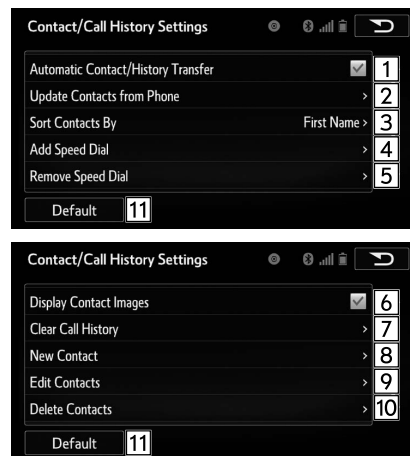 Contact/Call History Settings
Automatic Contact/History Transfer 1
Update Contacts from Phone > 2
Sort Contacts By First Name > 3
Add Speed Dial > 4
Remove Speed Dial > 5
Default 11
Contact/Call History Settings
Display Contact Images 6
Clear Call History > 7
New Contact > 8
Edit Contacts > 9
Delete Contacts > 10
Default 11